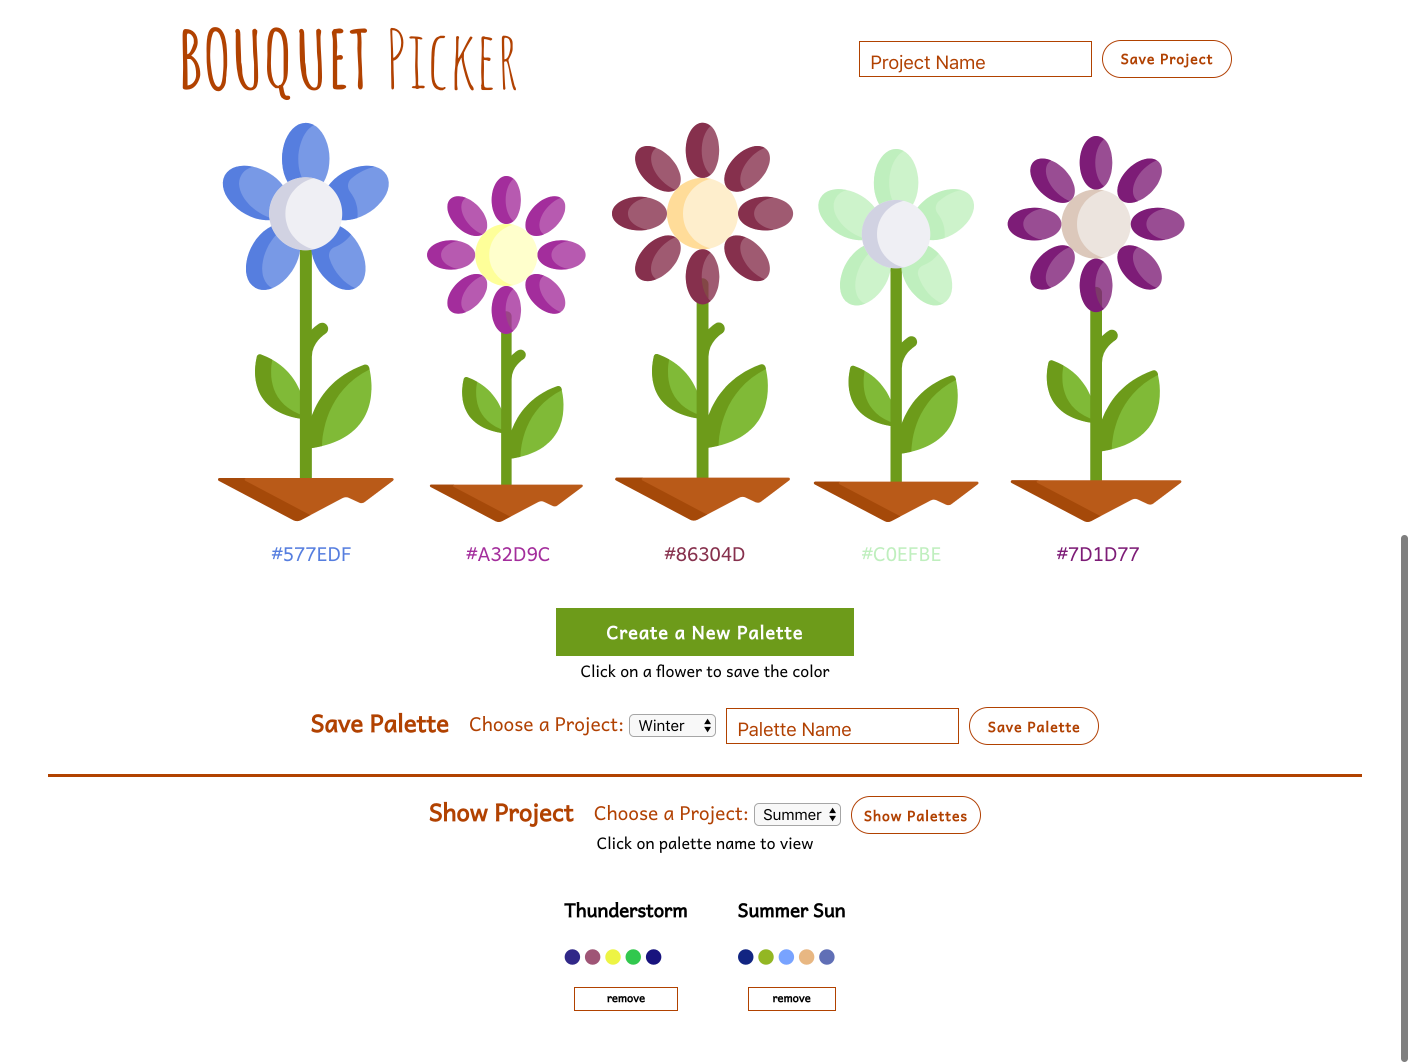 BOUQUET PICKER
Project Name Save Project
#577EDF #A32D9C #86304D #C0EFBE #7D1D77
Create a New Palette
Click on a flower to save the color
Save Palette Choose a Project: Winter Palette Name Save Palette
Show Project Choose a Project: Summer Show Palettes
Click on palette name to view
Thunderstorm Summer Sun
remove remove